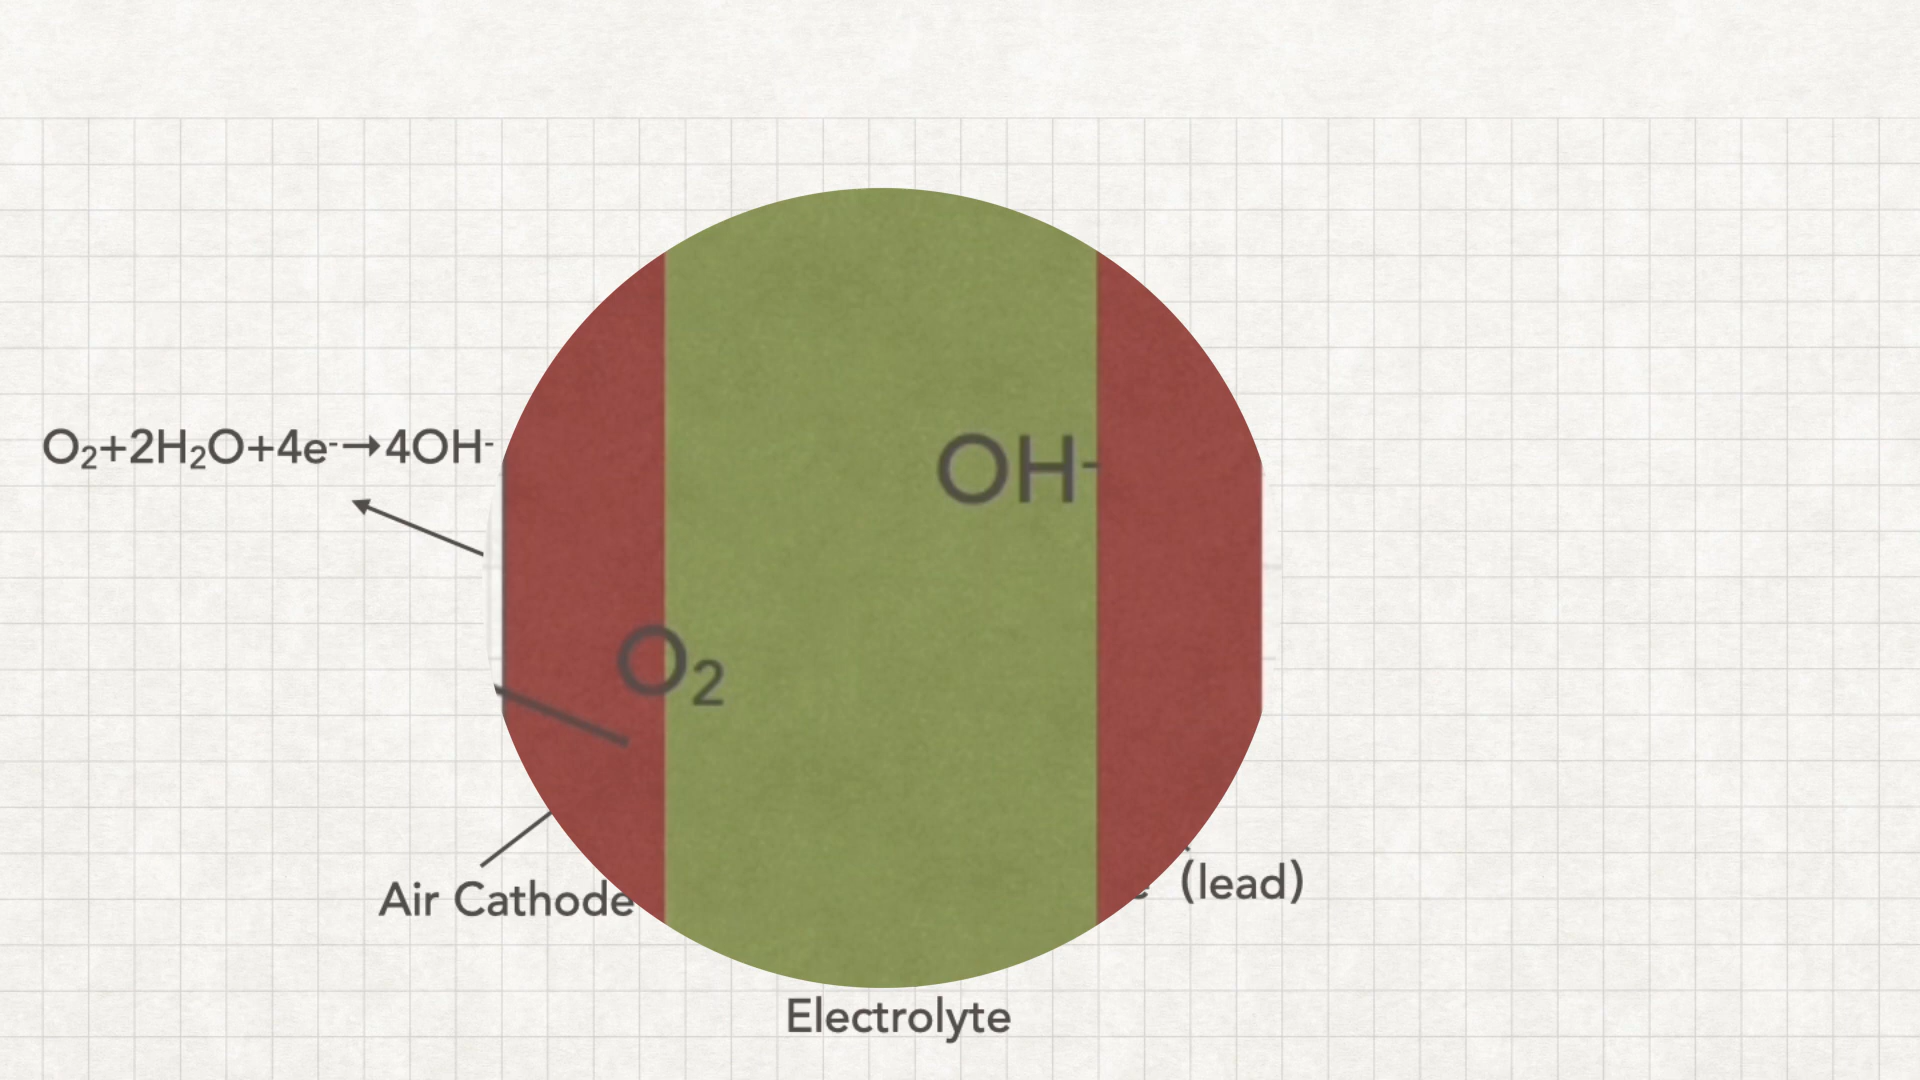 O₂+2H₂O+4e⁻→4OH⁻
OH⁻
O₂
Air Cathode
(lead)
Electrolyte